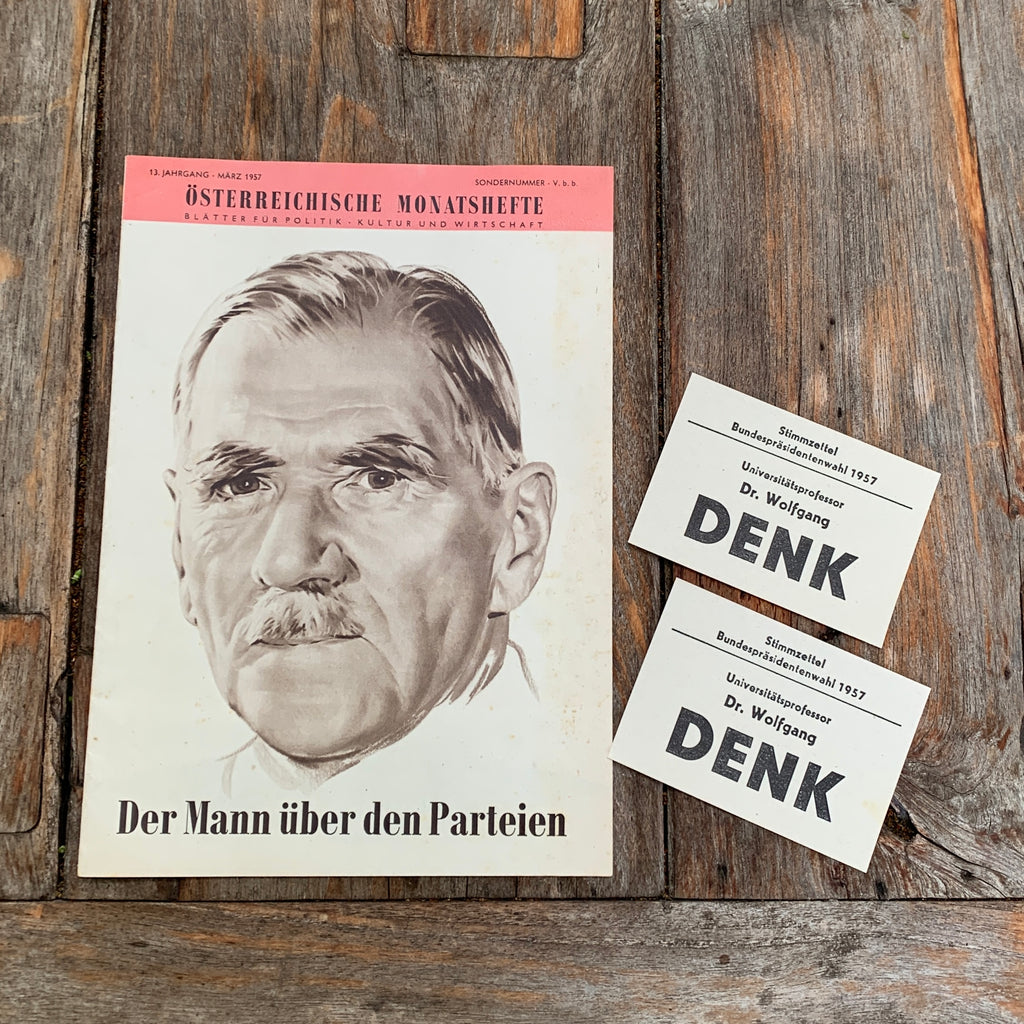 13. JAHRGANG · MÄRZ 1957
SONDERNUMMER - V. b. b.
ÖSTERREICHISCHE MONATSHEFTE
BLÄTTER FÜR POLITIK · KULTUR UND WIRTSCHAFT
Der Mann über den Parteien
Stimmzettel
Bundespräsidentenwahl 1957
Universitätsprofessor
Dr. Wolfgang
DENK
Stimmzettel
Bundespräsidentenwahl 1957
Universitätsprofessor
Dr. Wolfgang
DENK